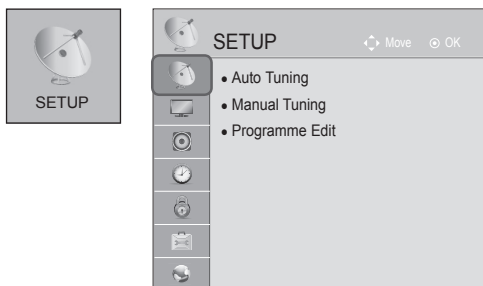 SETUP
SETUP Move OK
• Auto Tuning
• Manual Tuning
• Programme Edit